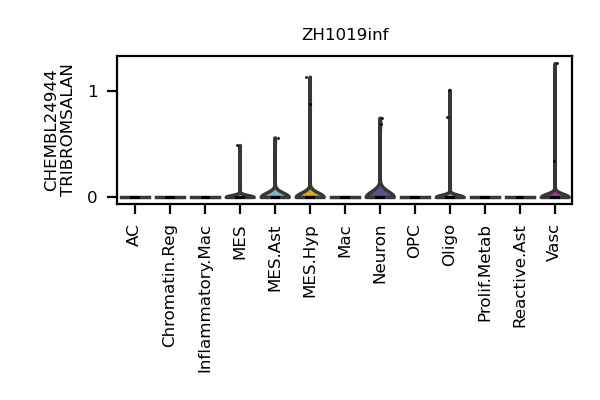 ZH1019inf
CHEMBL24944
TRIBROMSALAN
1
0
AC
Chromatin.Reg
Inflammatory.Mac
MES
MES.Ast
MES.Hyp
Mac
Neuron
OPC
Oligo
Prolif.Metab
Reactive.Ast
Vasc